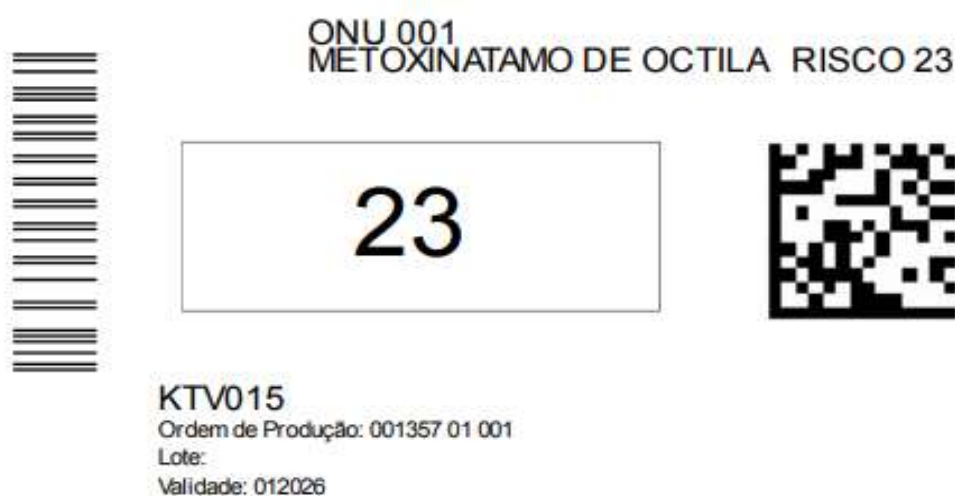 ONU 001
METOXINATAMO DE OCTILA RISCO 23
23
KTV015
Ordem de Produção: 001357 01 001
Lote:
Validade: 012026